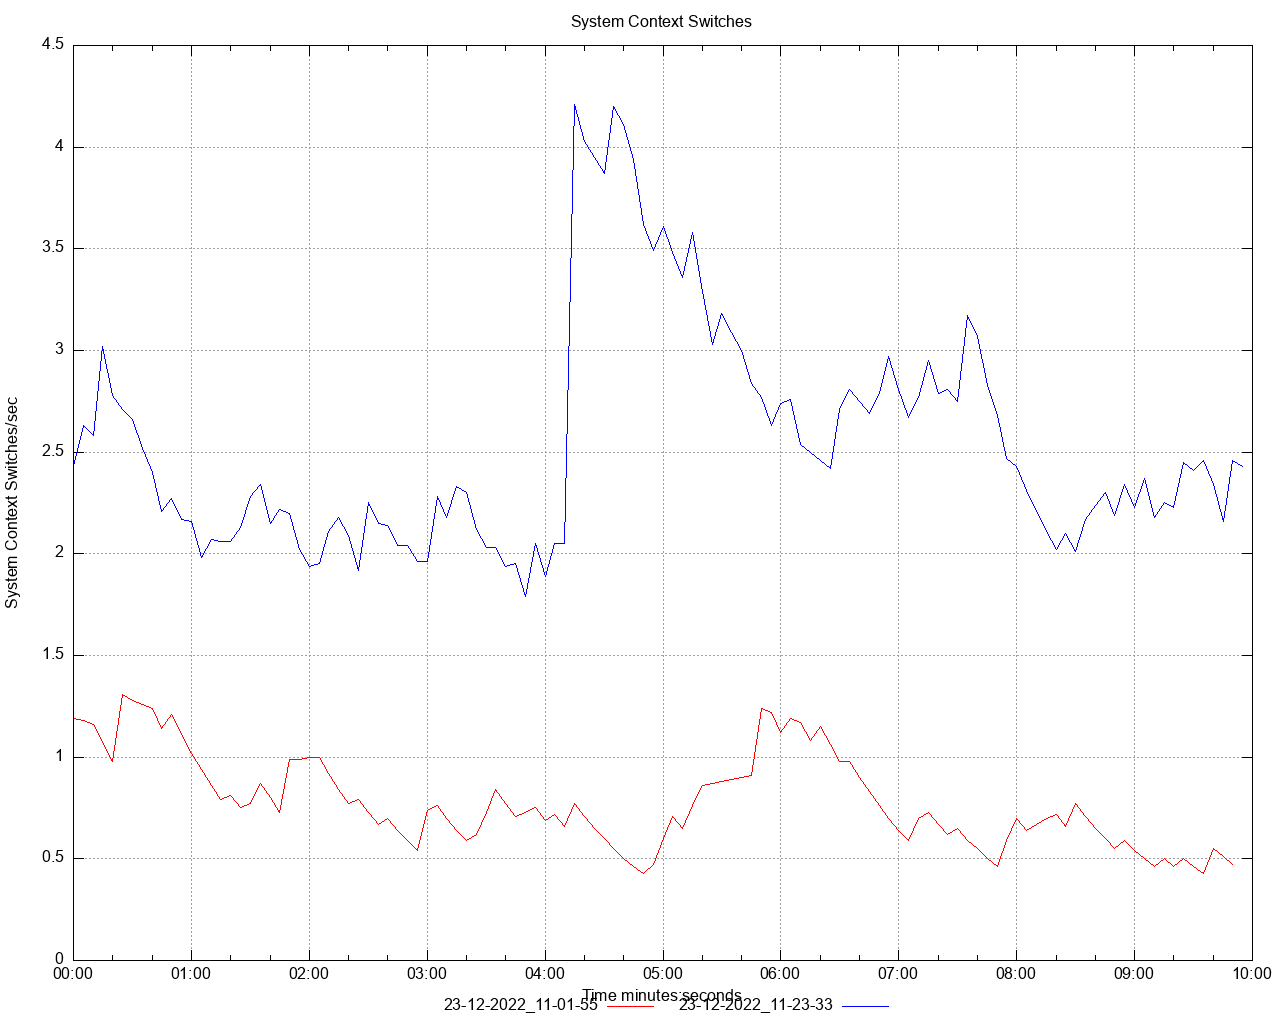 System Context Switches
4.5
4
3.5
3
2.5
2
1.5
1
0.5
0
System Context Switches/sec
00:00 01:00 02:00 03:00 04:00 05:00 06:00 07:00 08:00 09:00 10:00
Time minutes:seconds
23-12-2022_11-01-55 23-12-2022_11-23-33